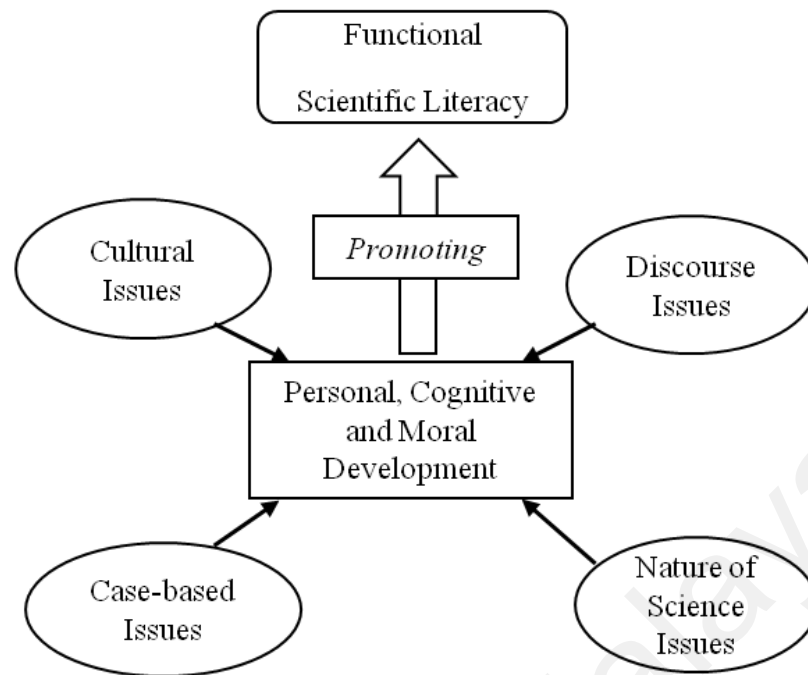 Functional
Scientific Literacy
Promoting
Cultural
Issues
Discourse
Issues
Personal, Cognitive
and Moral
Development
Case-based
Issues
Nature of
Science
Issues